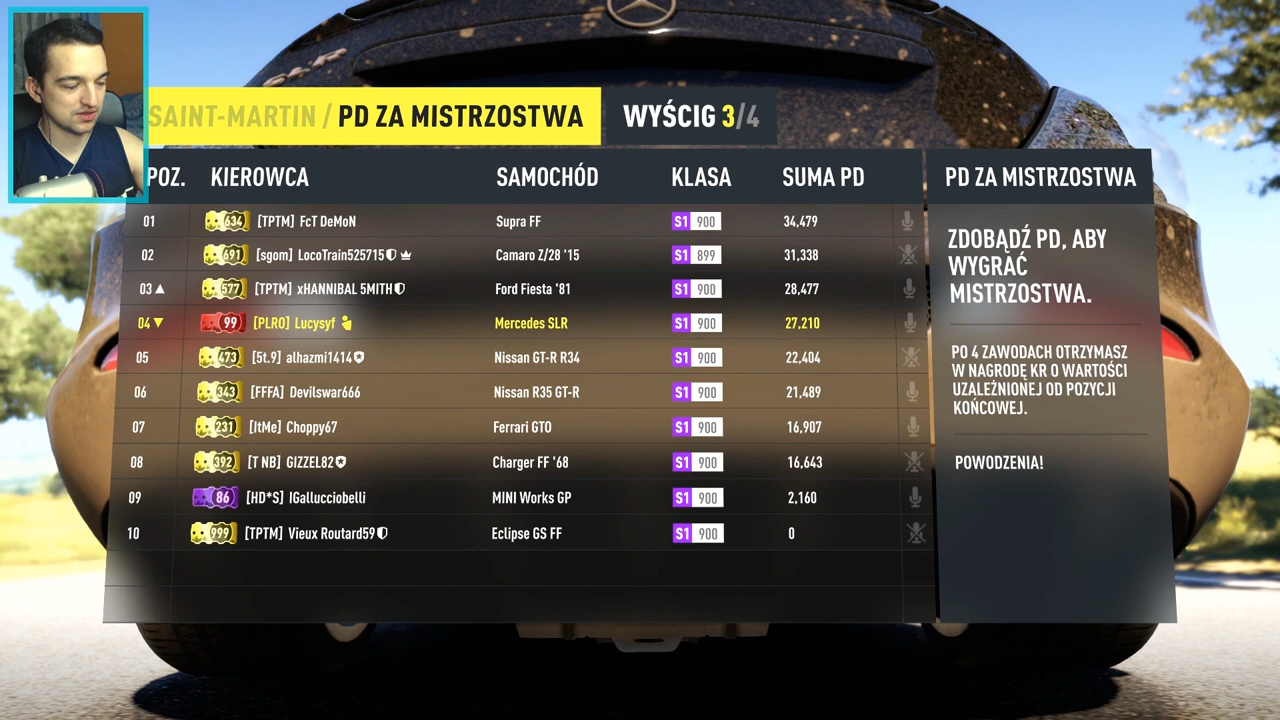 SAINT-MARTIN / PD ZA MISTRZOSTWA WYŚCIG 3/4
POZ. KIEROWCA SAMOCHÓD KLASA SUMA PD
01 634 [TPTM] FcT DeMoN Supra FF S1 900 34,479
02 691 [sgom] LocoTrain525715 Camaro Z/28 '15 S1 899 31,338
03 577 [TPTM] xHANNIBAL 5MITH Ford Fiesta '81 S1 900 28,477
04 99 [PLRO] Lucysyf Mercedes SLR S1 900 27,210
05 473 [5t.9] alhazmi1414 Nissan GT-R R34 S1 900 22,404
06 343 [FFFA] Devilswar666 Nissan R35 GT-R S1 900 21,489
07 231 [ItMe] Choppy67 Ferrari GTO S1 900 16,907
08 392 [T NB] GIZZEL82 Charger FF '68 S1 900 16,643
09 86 [HD*S] IGallucciobelli MINI Works GP S1 900 2,160
10 999 [TPTM] Vieux Routard59 Eclipse GS FF S1 900 0
PD ZA MISTRZOSTWA
ZDOBĄDŹ PD, ABY
WYGRAĆ
MISTRZOSTWA.
PO 4 ZAWODACH OTRZYMASZ
W NAGRODĘ KR O WARTOŚCI
UZALEŻNIONEJ OD POZYCJI
KOŃCOWEJ.
POWODZENIA!